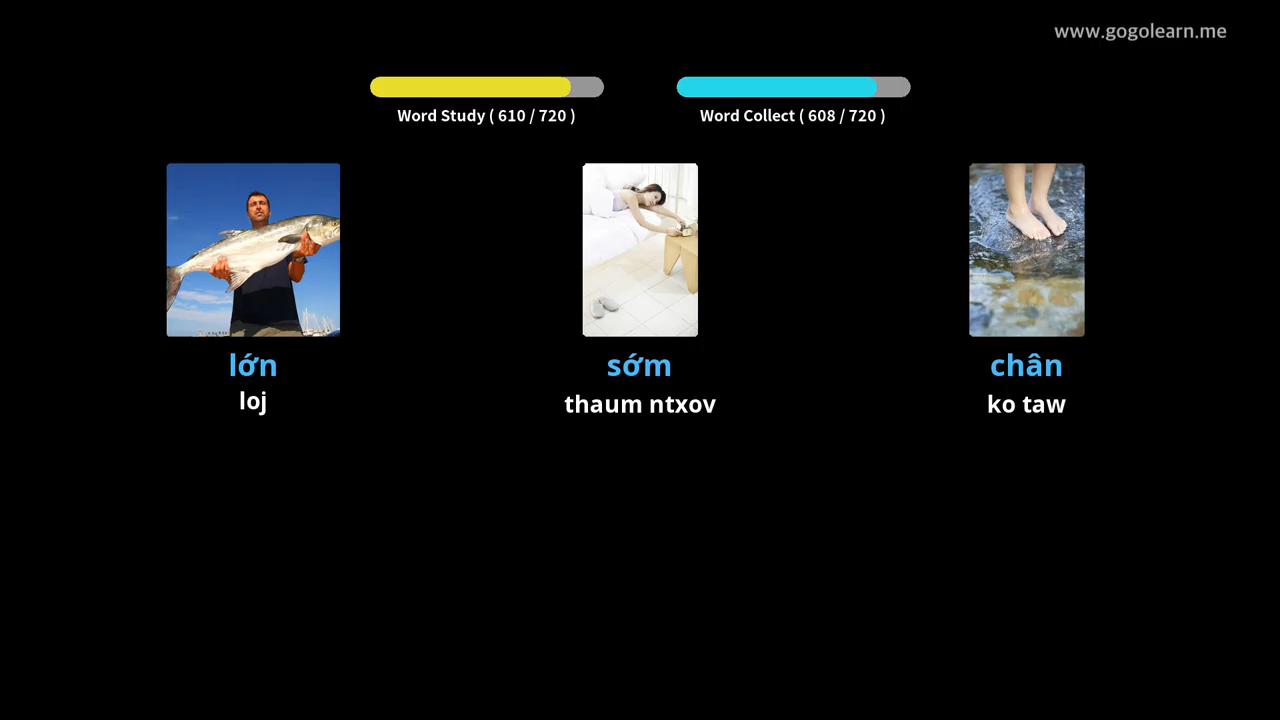 www.gogolearn.me
Word Study ( 610 / 720 )
Word Collect ( 608 / 720 )
lớn
loj
sớm
thaum ntxov
chân
ko taw